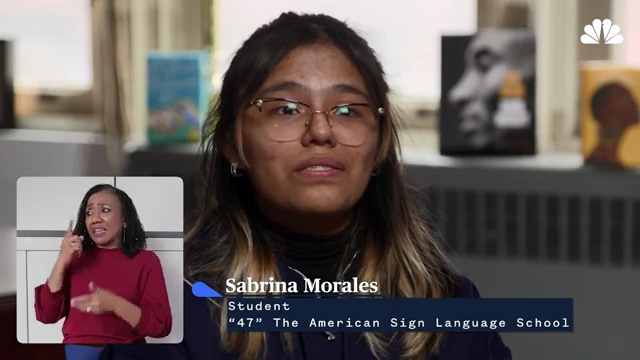 Sabrina Morales
Student
“47” The American Sign Language School